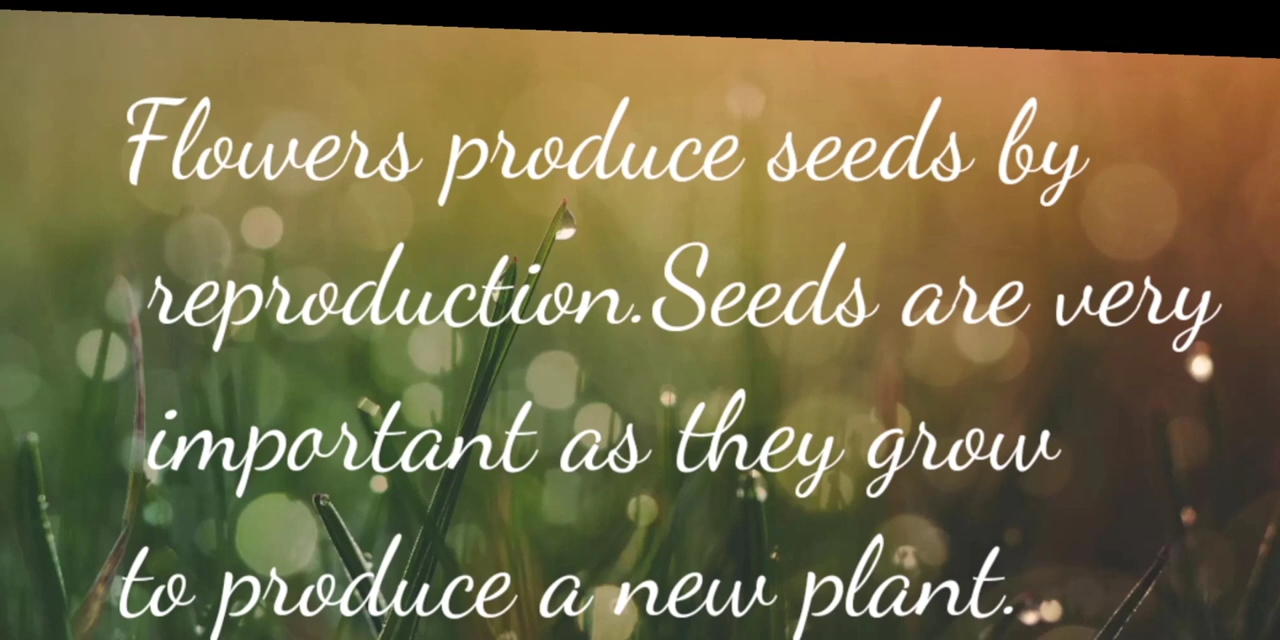 Flowers produce seeds by
reproduction.Seeds are very
important as they grow
to produce a new plant.